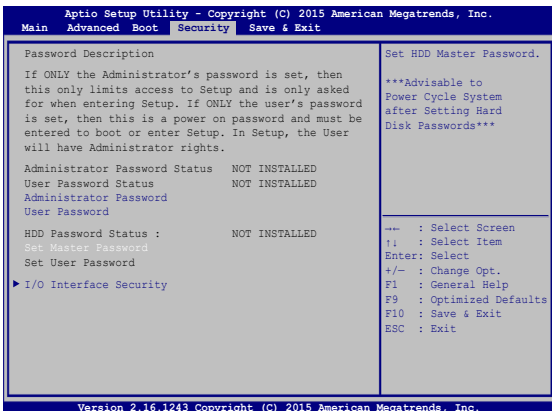 Aptio Setup Utility - Copyright (C) 2015 American Megatrends, Inc.
Main Advanced Boot Security Save & Exit
Password Description
If ONLY the Administrator's password is set, then
this only limits access to Setup and is only asked
for when entering Setup. If ONLY the user's password
is set, then this is a power on password and must be
entered to boot or enter Setup. In Setup, the User
will have Administrator rights.
Administrator Password Status NOT INSTALLED
User Password Status NOT INSTALLED
Administrator Password
User Password
HDD Password Status : NOT INSTALLED
Set Master Password
Set User Password
▶ I/O Interface Security
Set HDD Master Password.
***Advisable to
Power Cycle System
after Setting Hard
Disk Passwords***
→← : Select Screen
↑↓ : Select Item
Enter: Select
+/— : Change Opt.
F1 : General Help
F9 : Optimized Defaults
F10 : Save & Exit
ESC : Exit
Version 2.16.1243 Copyright (C) 2015 American Megatrends, Inc.